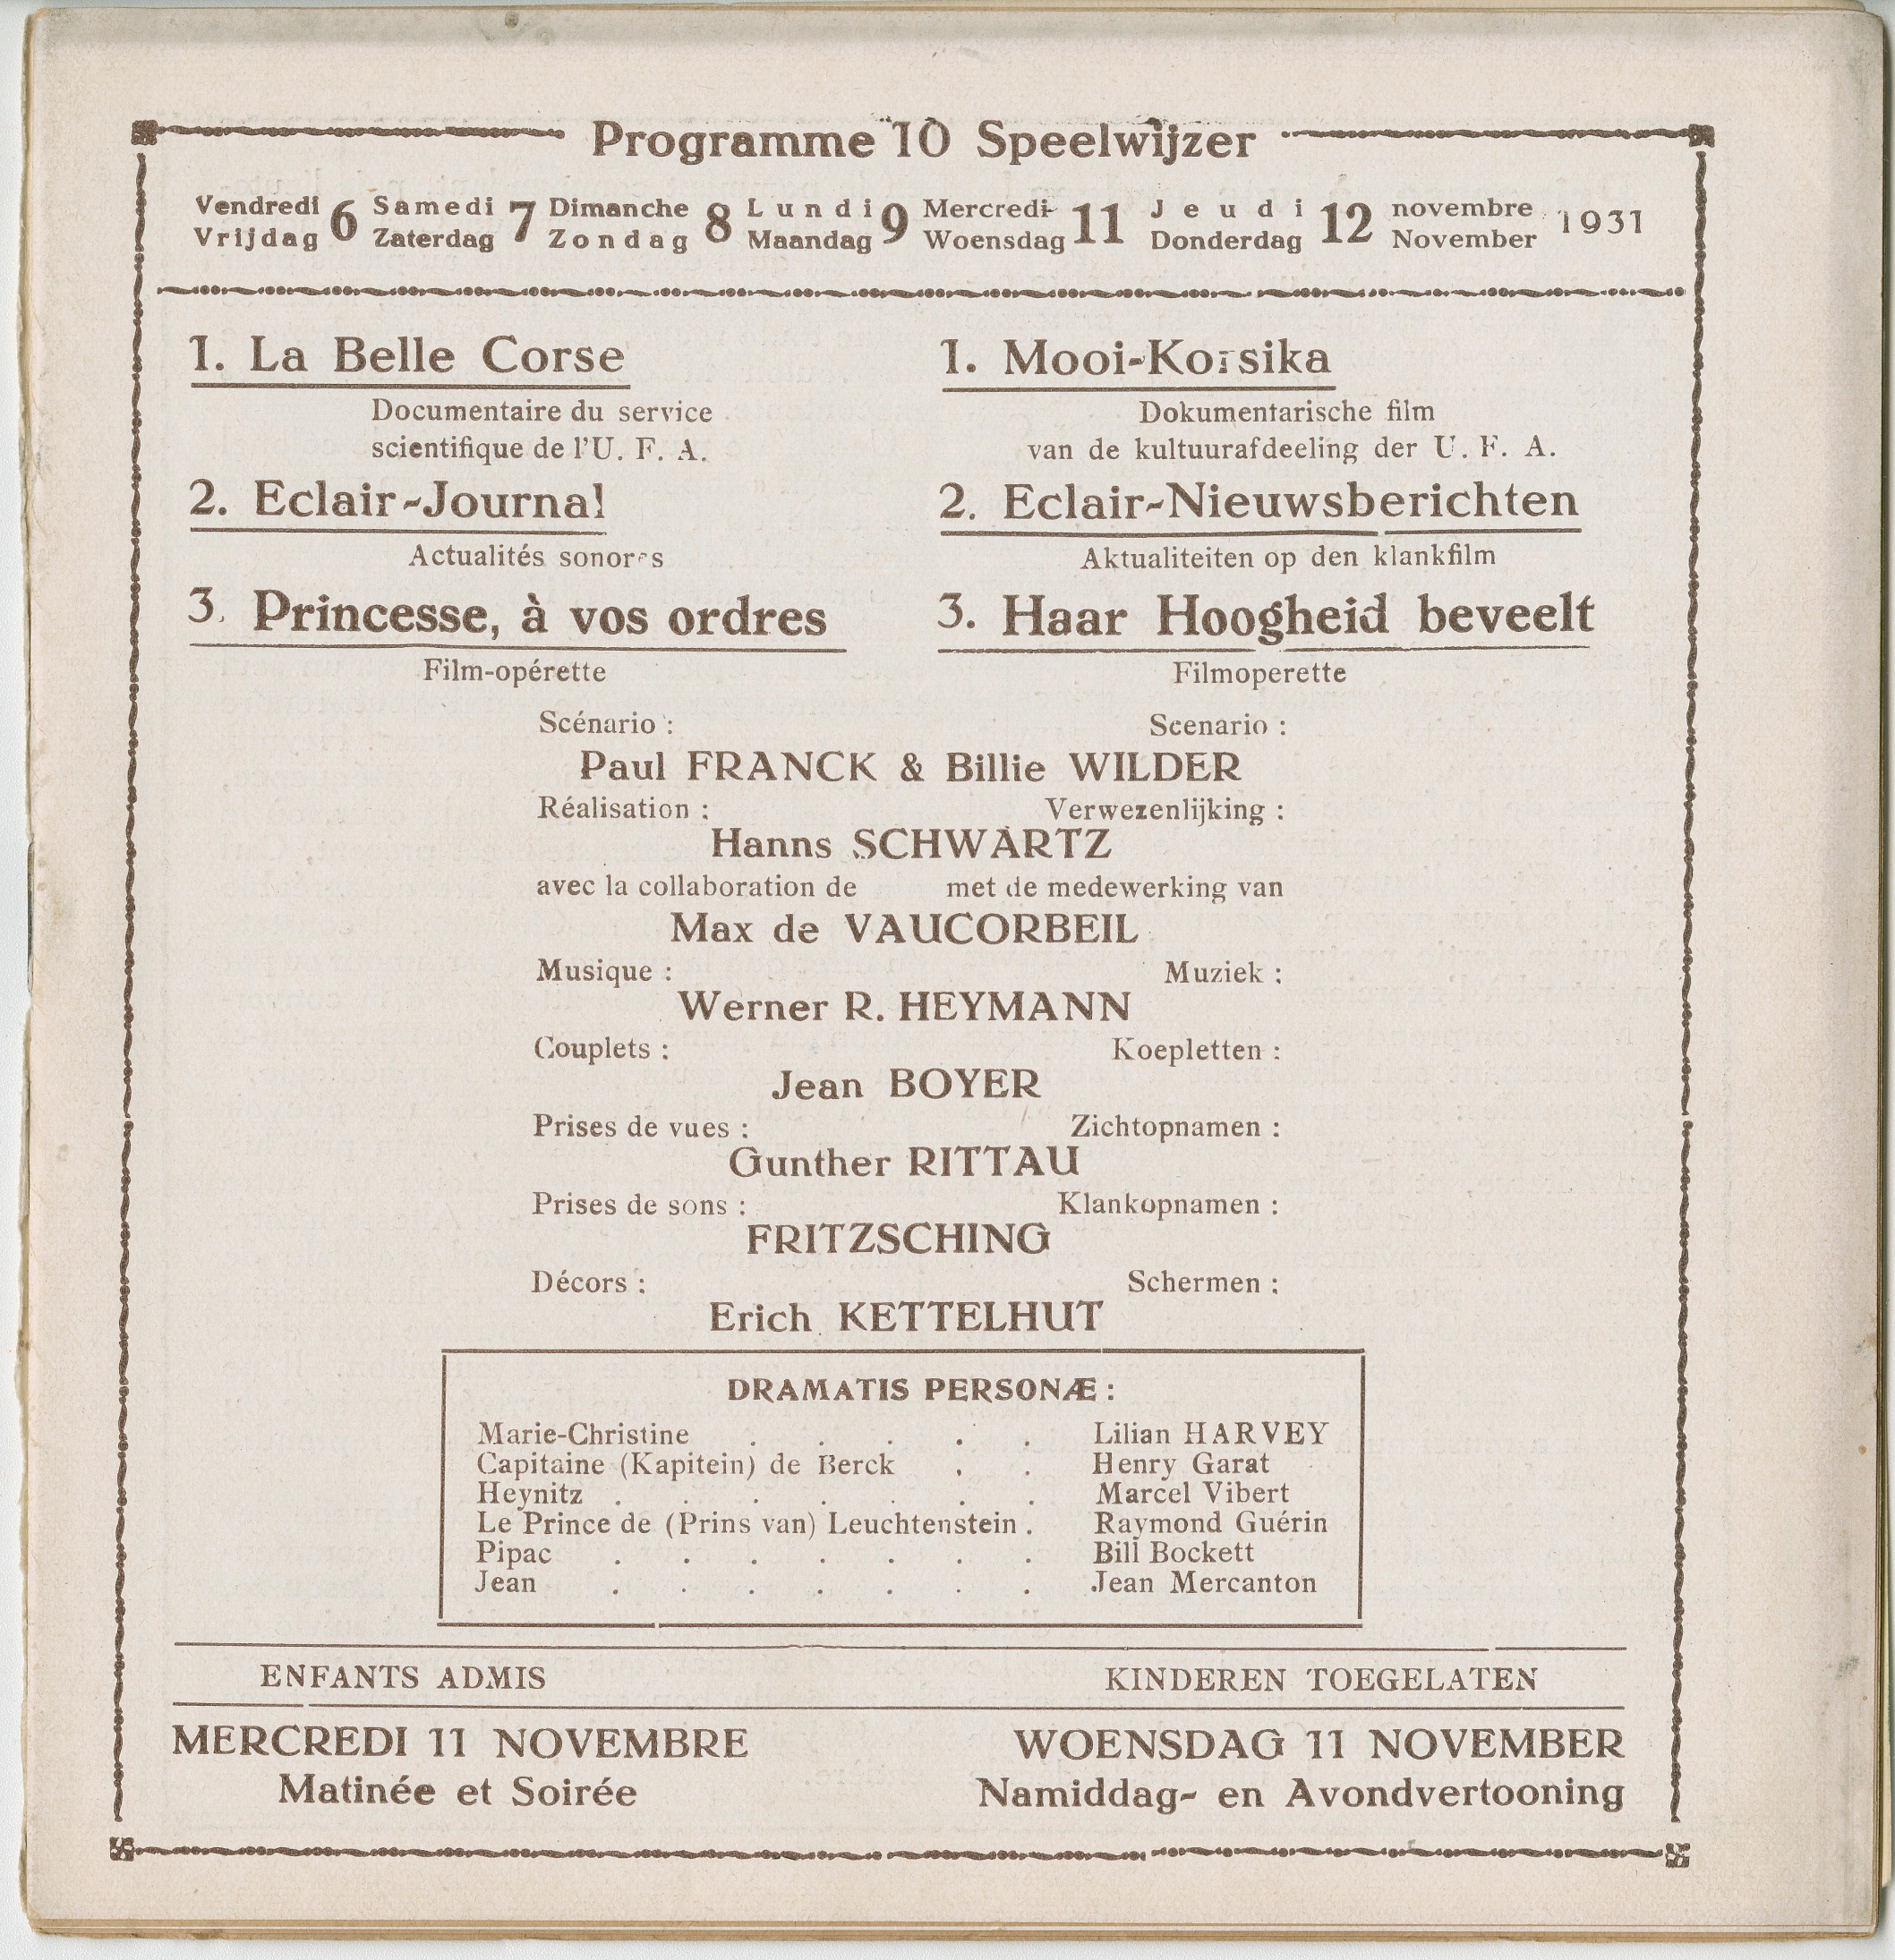 Programme 10 Speelwijzer
Vendredi 6 Samedi 7 Dimanche 8 Lundi 9 Mercredi 11 Jeudi 12 novembre 1931
Vrijdag Zaterdag Zondag Maandag Woensdag Donderdag November
1. La Belle Corse
Documentaire du service
scientifique de l'U. F. A.
2. Eclair-Journal
Actualités sonores
3. Princesse, à vos ordres
Film-opérette
1. Mooi-Korsika
Dokumentarische film
van de kultuurafdeeling der U. F. A.
2. Eclair-Nieuwsberichten
Aktualiteiten op den klankfilm
3. Haar Hoogheid beveelt
Filmoperette
Scénario : Scenario :
Paul FRANCK & Billie WILDER
Réalisation : Verwezenlijking :
Hanns SCHWARTZ
avec la collaboration de met de medewerking van
Max de VAUCORBEIL
Musique : Muziek :
Werner R. HEYMANN
Couplets : Koepletten :
Jean BOYER
Prises de vues : Zichtopnamen :
Gunther RITTAU
Prises de sons : Klankopnamen :
FRITZSCHING
Décors : Schermen :
Erich KETTELHUT
DRAMATIS PERSONÆ :
Marie-Christine . . . . . Lilian HARVEY
Capitaine (Kapitein) de Berck . . Henry Garat
Heynitz . . . . . . . Marcel Vibert
Le Prince de (Prins van) Leuchtenstein . Raymond Guérin
Pipac . . . . . . . Bill Bockett
Jean . . . . . . . Jean Mercanton
ENFANTS ADMIS KINDEREN TOEGELATEN
MERCREDI 11 NOVEMBRE WOENSDAG 11 NOVEMBER
Matinée et Soirée Namiddag- en Avondvertooning